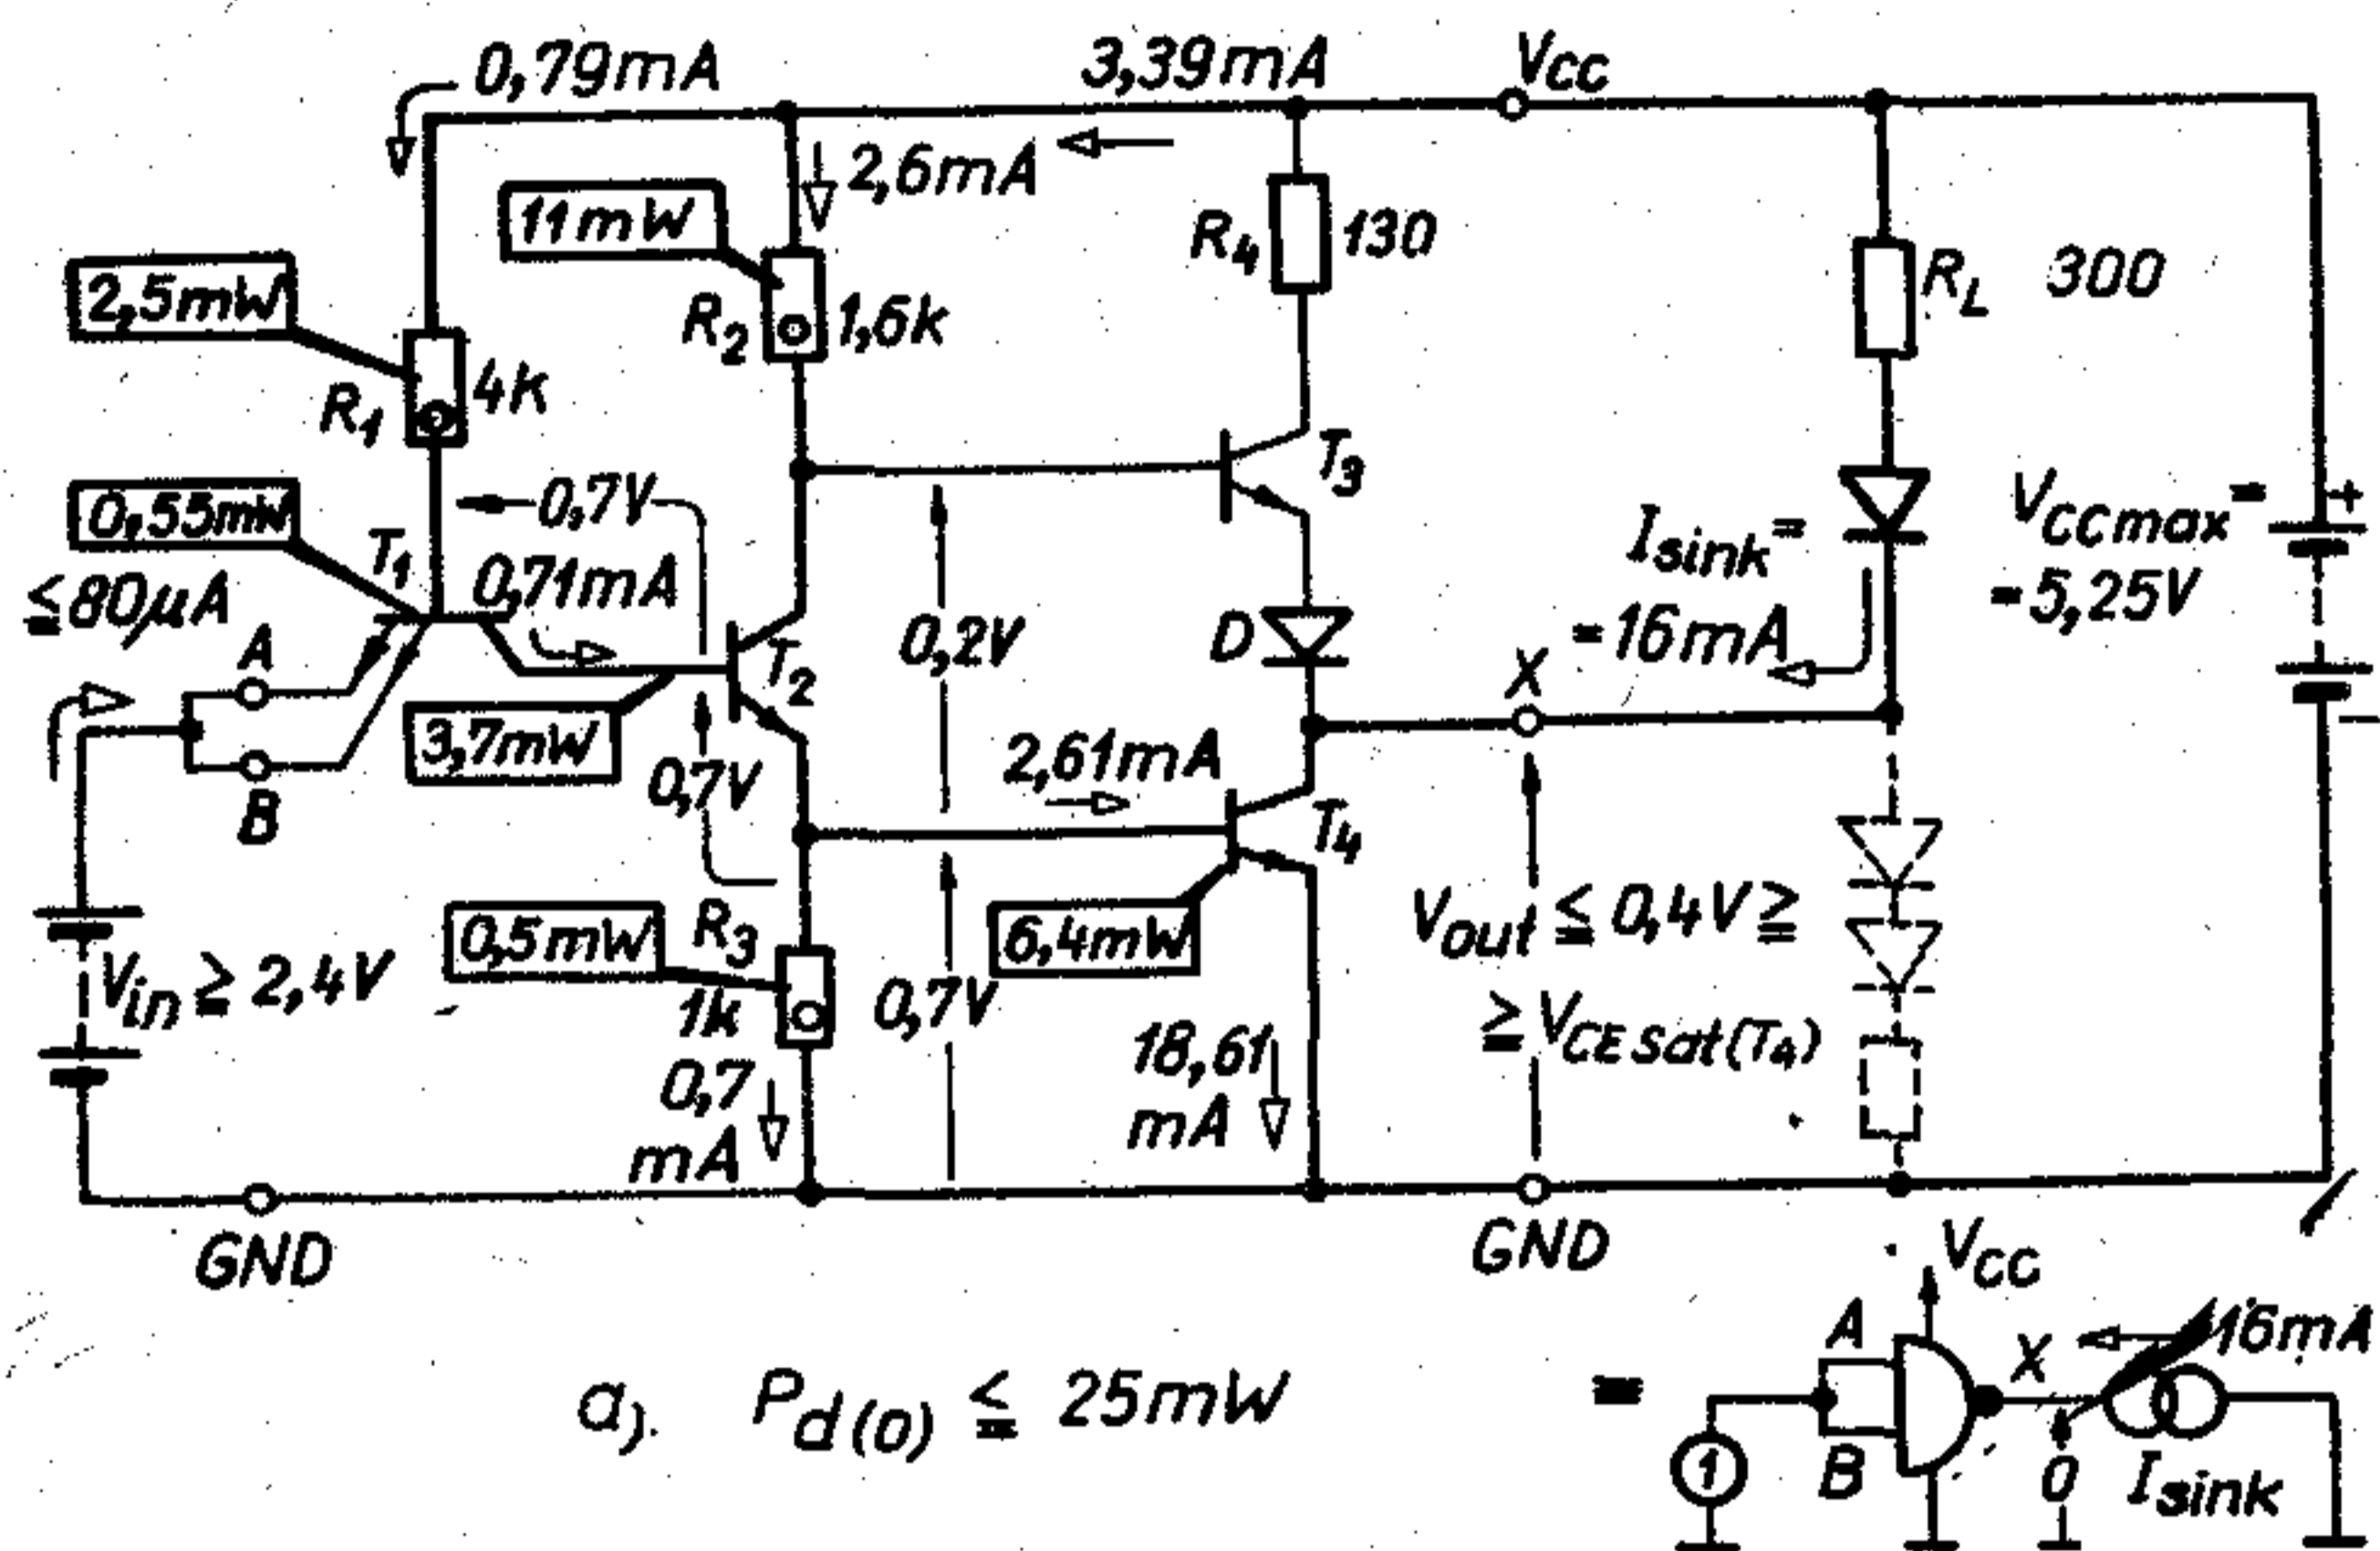 0,79mA
3,39mA
VCC
2,6mA
11mW
R4 130
2,5mW
R2 1,6k
RL 300
R1 4k
T3
0,7V
0,55mW
T1
Isink =
= 16mA
VCCmax =
= 5,25V
+
≦80µA
0,71mA
A
T2
0,2V
D
X
3,7mW
0,7V
2,61mA
−
B
T4
0,5mW
R3
1k
6,4mW
Vout ≦ 0,4V ≧
≧ VCESat(T4)
Vin ≧ 2,4V
0,7V
18,61
mA
0,7
mA
GND
GND
VCC
A
X
16mA
a). Pd(0) ≦ 25mW
=
1
B
0
Isink